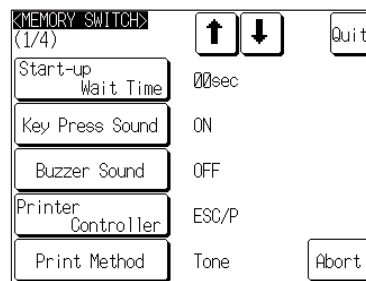 <MEMORY SWITCH>
(1/4)
Quit
Start-up
Wait Time
00sec
Key Press Sound
ON
Buzzer Sound
OFF
Printer
Controller
ESC/P
Print Method
Tone
Abort